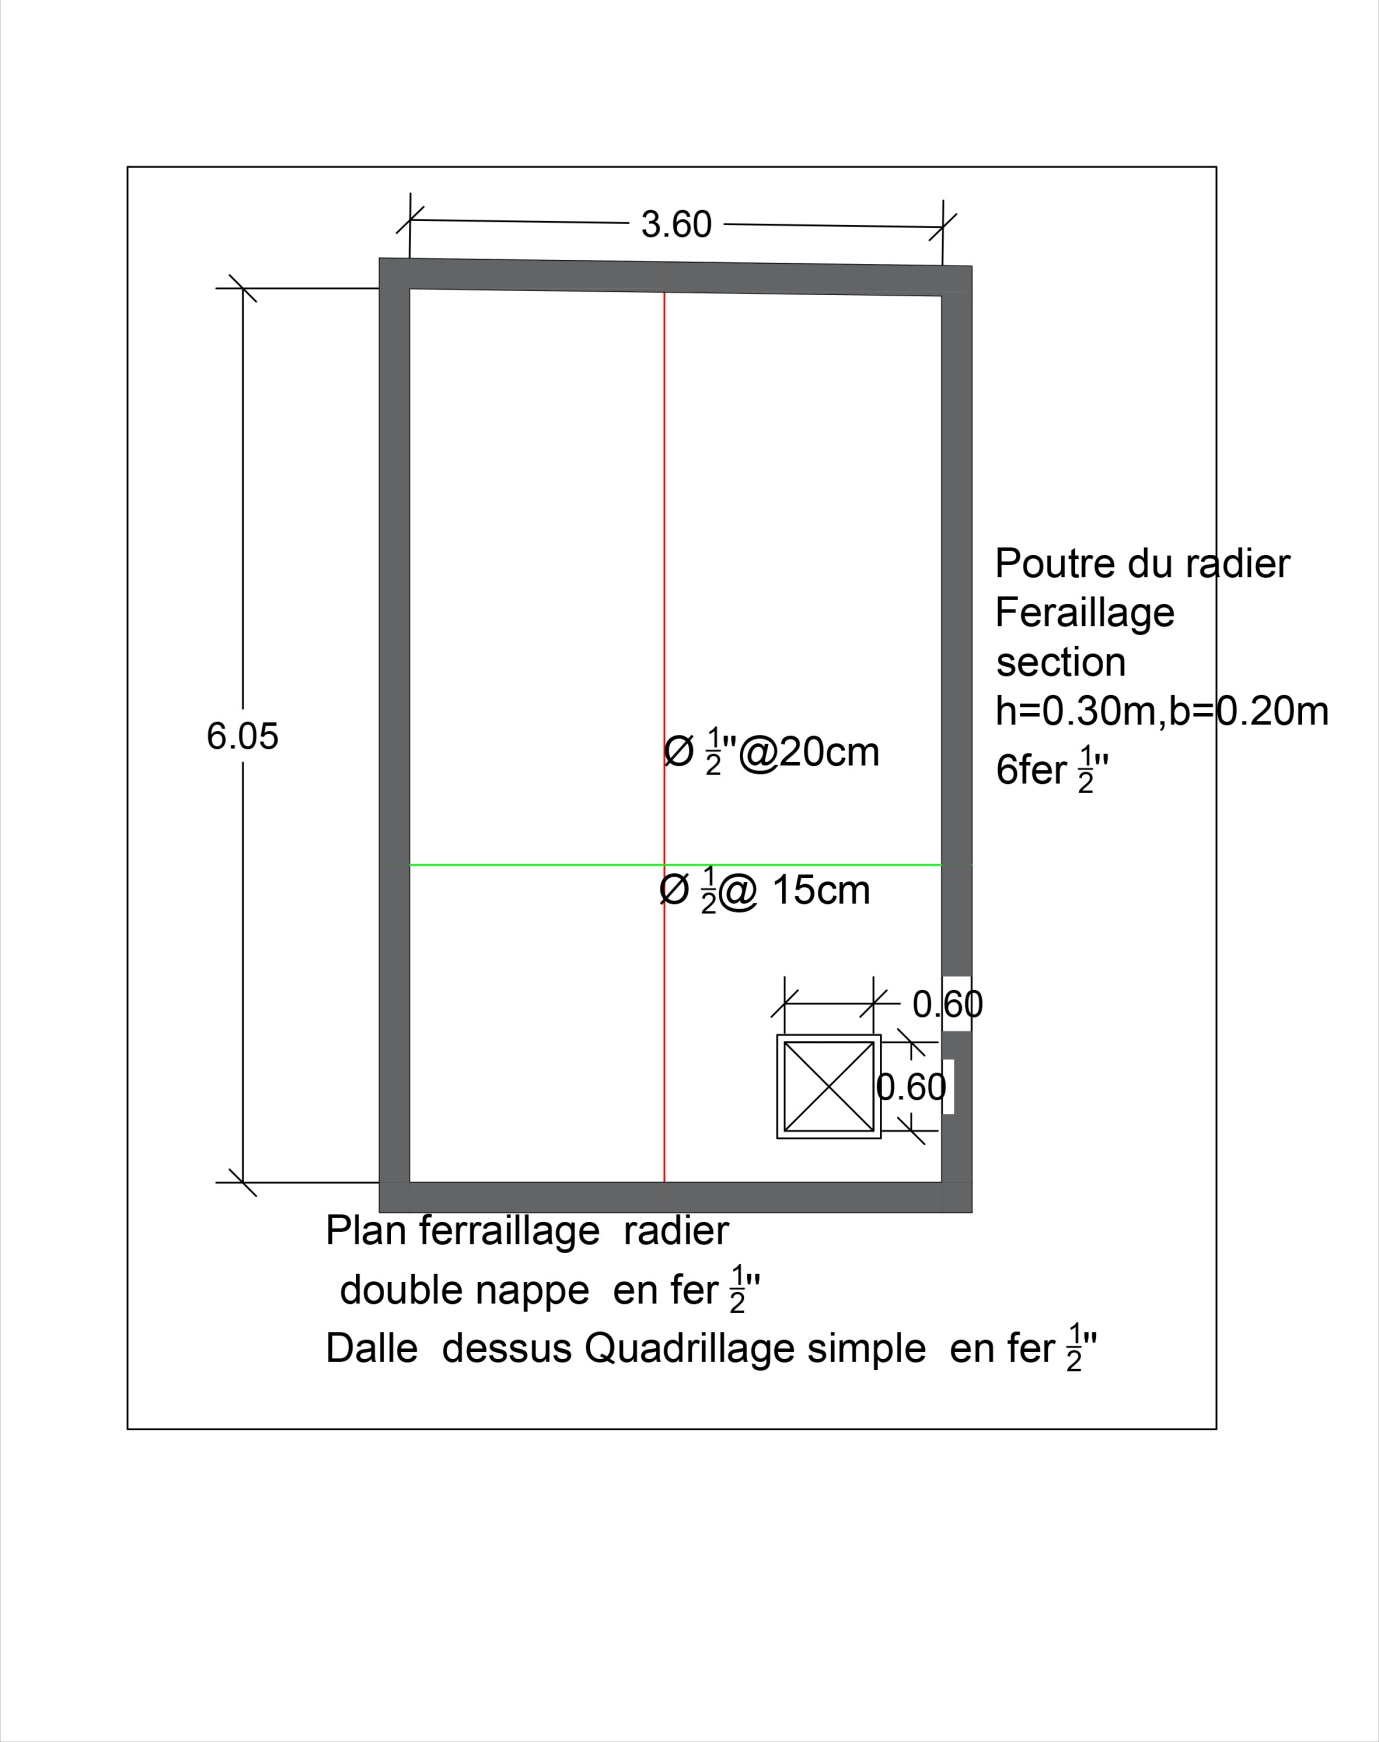 3.60
Poutre du radier
Feraillage
section
h=0.30m,b=0.20m
6fer ½"
6.05
Ø ½"@20cm
Ø ½@ 15cm
0.60
0.60
Plan ferraillage radier
double nappe en fer ½"
Dalle dessus Quadrillage simple en fer ½"